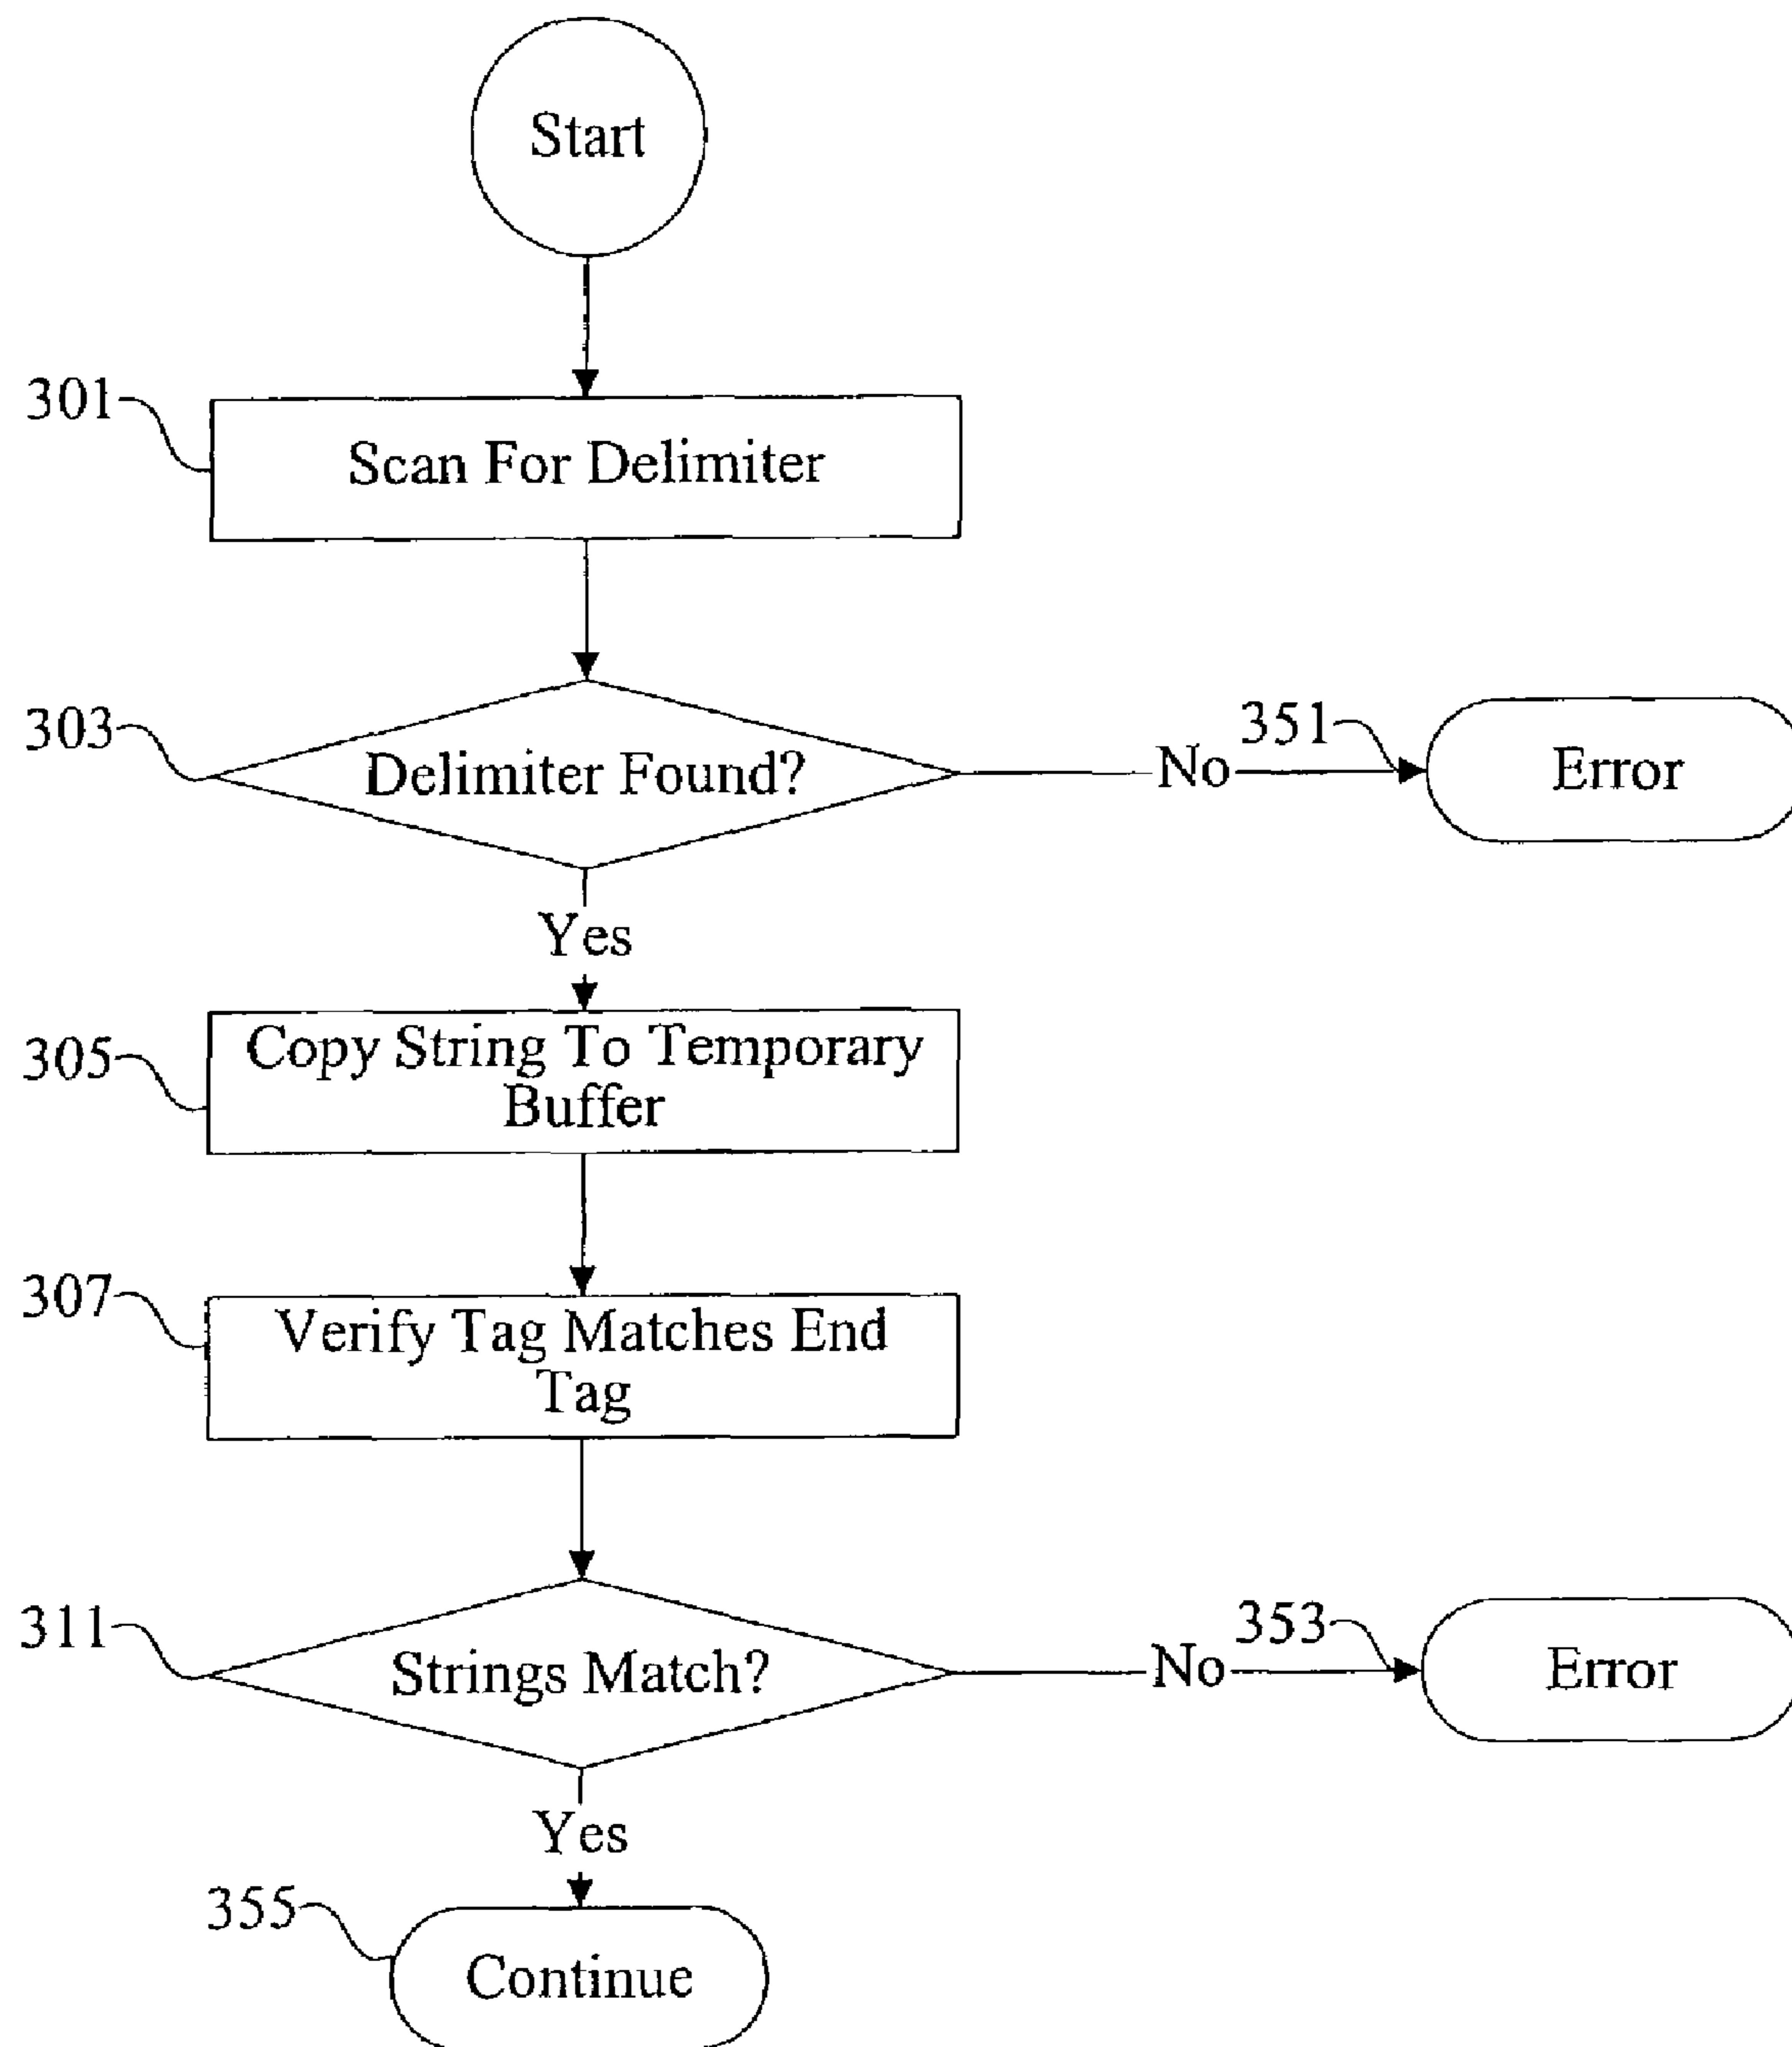 Start
301
Scan For Delimiter
303
Delimiter Found?
No
351
Error
Yes
305
Copy String To Temporary
Buffer
307
Verify Tag Matches End
Tag
311
Strings Match?
No
353
Error
Yes
355
Continue